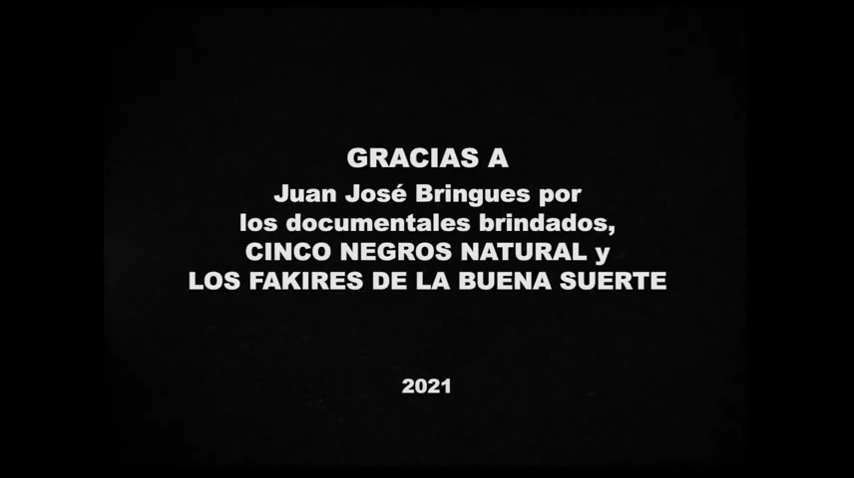 GRACIAS A
Juan José Bringues por
los documentales brindados,
CINCO NEGROS NATURAL y
LOS FAKIRES DE LA BUENA SUERTE
2021